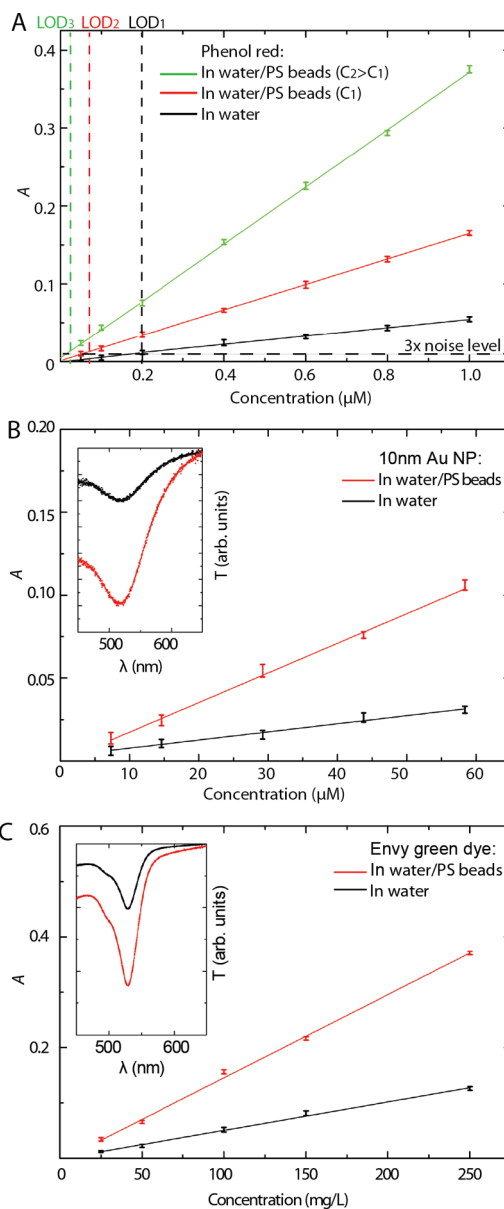 A
LOD3 LOD2 LOD1
0.4
0.3
0.2
0.1
0
A
Phenol red:
In water/PS beads (C2>C1)
In water/PS beads (C1)
In water
3x noise level
0.2 0.4 0.6 0.8 1.0
Concentration (μM)
B
0.20
0.15
0.10
0.05
0
A
10nm Au NP:
In water/PS beads
In water
T (arb. units)
500 600
λ (nm)
0 10 20 30 40 50 60
Concentration (μM)
C
0.6
0.4
0.2
A
Envy green dye:
In water/PS beads
In water
T (arb. units)
500 600
λ (nm)
0 50 100 150 200 250
Concentration (mg/L)